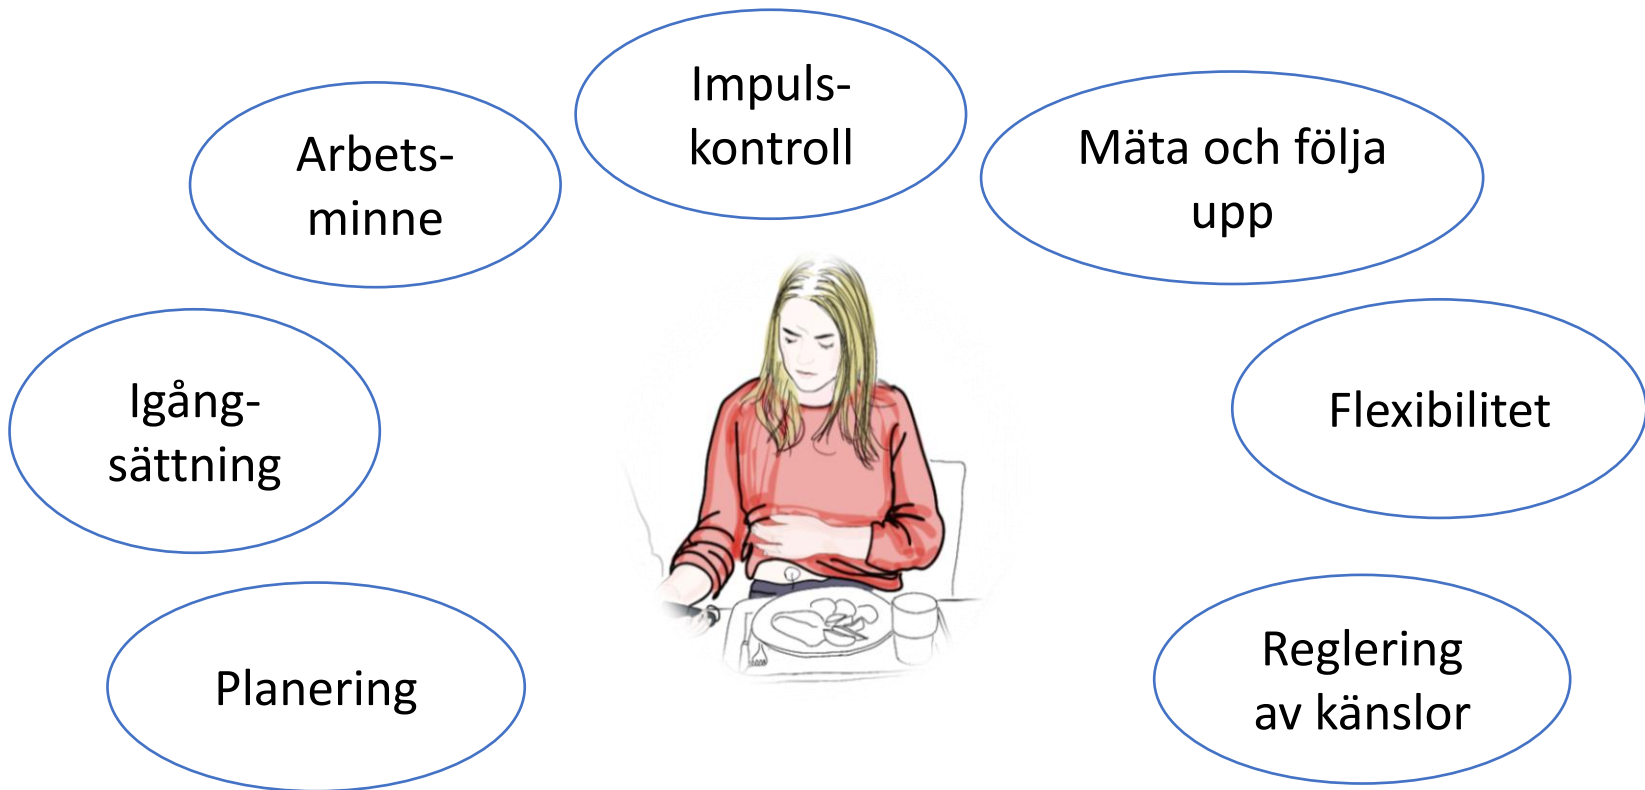 Impuls-
kontroll
Arbets-
minne
Mäta och följa
upp
Igång-
sättning
Flexibilitet
Planering
Reglering
av känslor